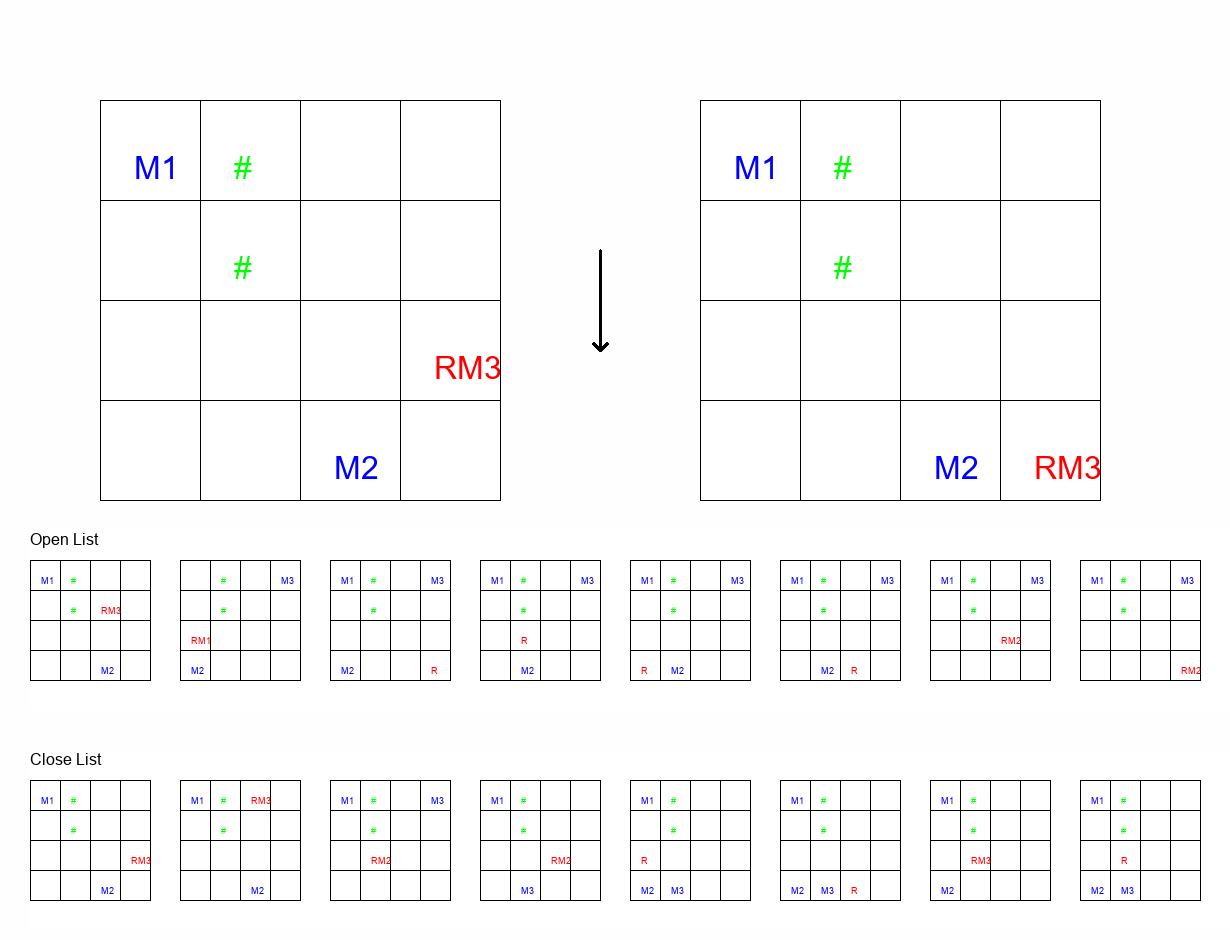 M1 # M1 #
# #
RM3
M2 M2 RM3
Open List
M1 # # M3 M1 # M3 M1 # M3 M1 # M3 M1 # M3 M1 # M3 M1 # M3
# RM3 # # # # # # #
RM1 R RM2
M2 M2 M2 R M2 R M2 M2 R RM2
Close List
M1 # M1 # RM3 M1 # M3 M1 # M1 # M1 # M1 # M1 #
# # # # # # # #
RM3 RM2 RM2 R RM3 R
M2 M2 M3 M2 M3 M2 M3 R M2 M2 M3